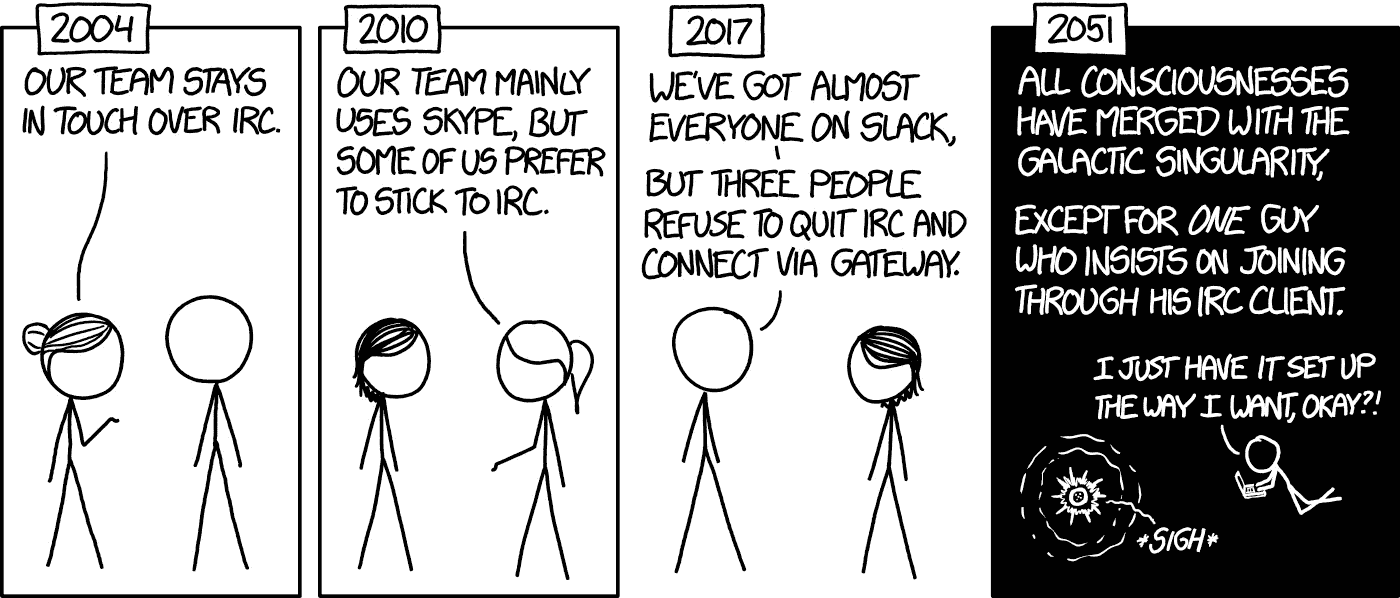 2004
OUR TEAM STAYS
IN TOUCH OVER IRC.
2010
OUR TEAM MAINLY
USES SKYPE, BUT
SOME OF US PREFER
TO STICK TO IRC.
2017
WE'VE GOT ALMOST
EVERYONE ON SLACK,
BUT THREE PEOPLE
REFUSE TO QUIT IRC AND
CONNECT VIA GATEWAY.
2051
ALL CONSCIOUSNESSES
HAVE MERGED WITH THE
GALACTIC SINGULARITY,
EXCEPT FOR ONE GUY
WHO INSISTS ON JOINING
THROUGH HIS IRC CLIENT.
I JUST HAVE IT SET UP
THE WAY I WANT, OKAY?!
*SIGH*